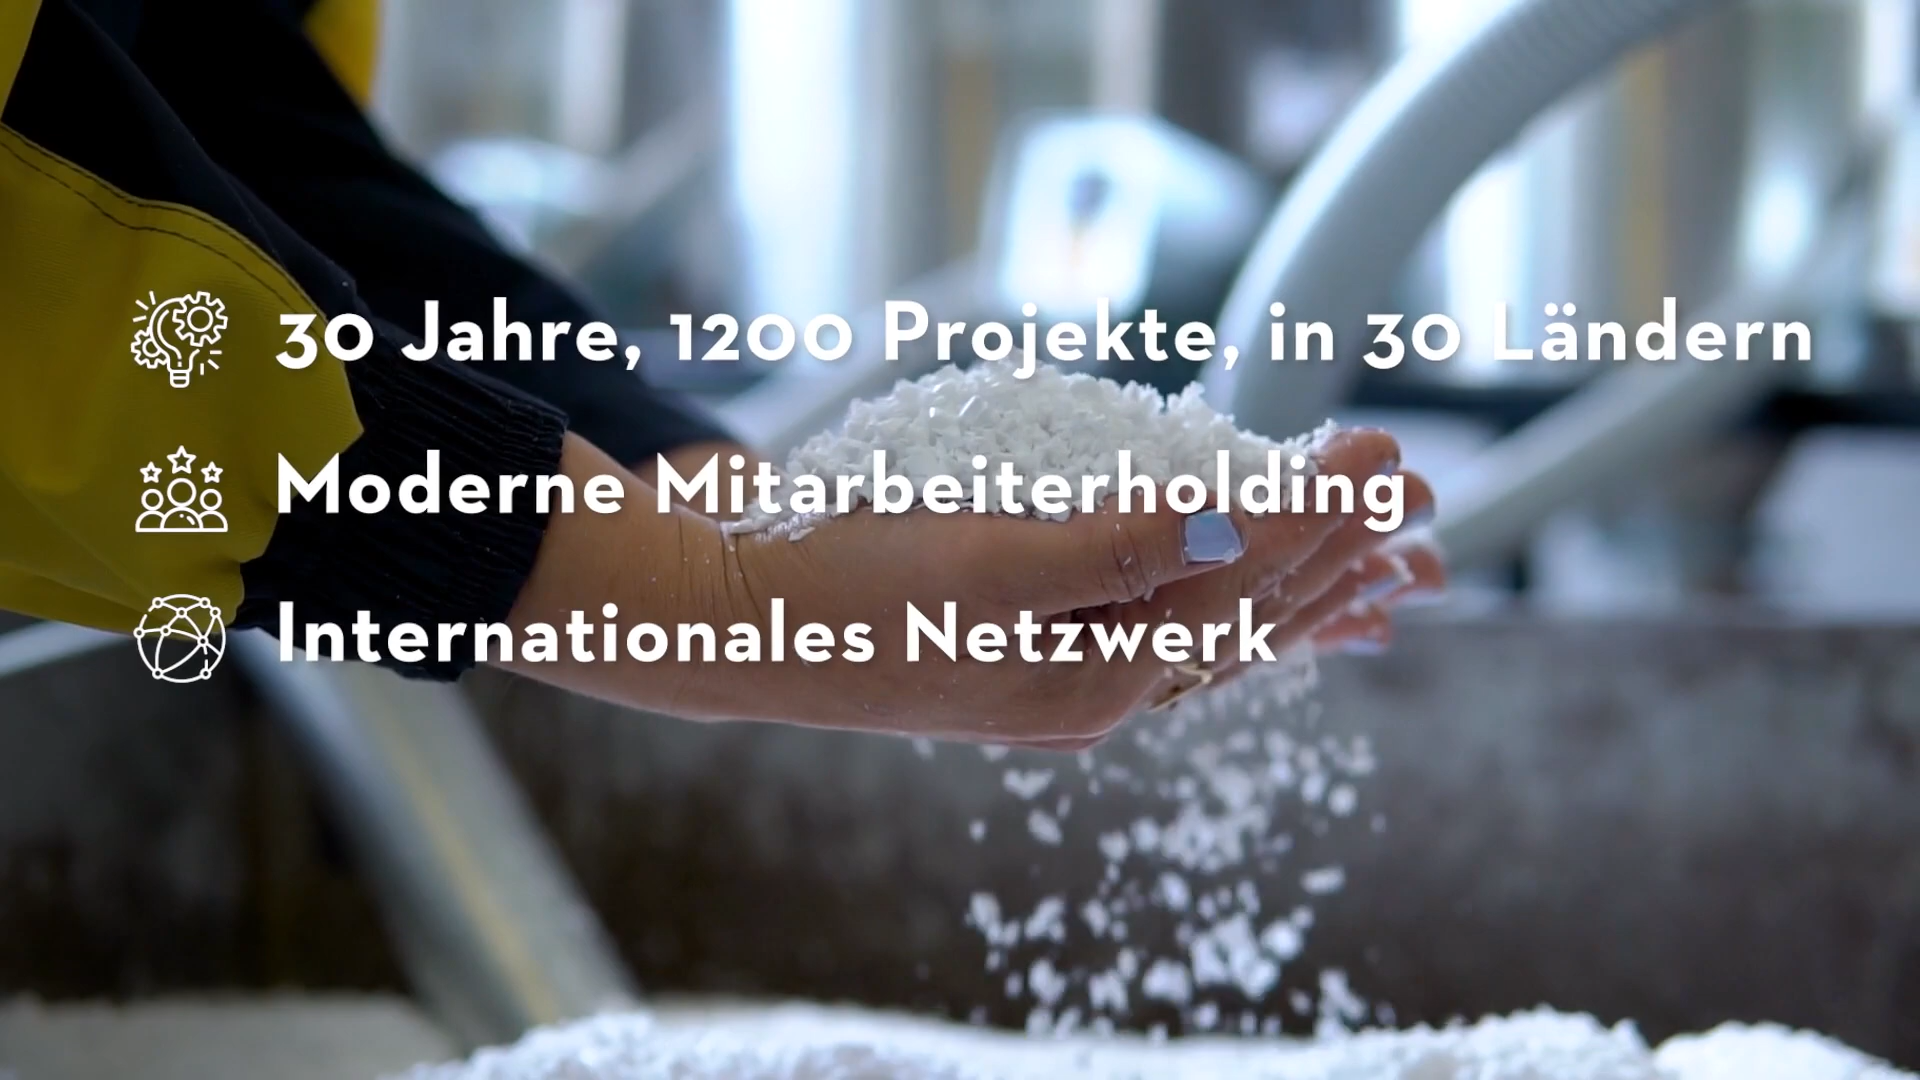 30 Jahre, 1200 Projekte, in 30 Ländern
Moderne Mitarbeiterholding
Internationales Netzwerk